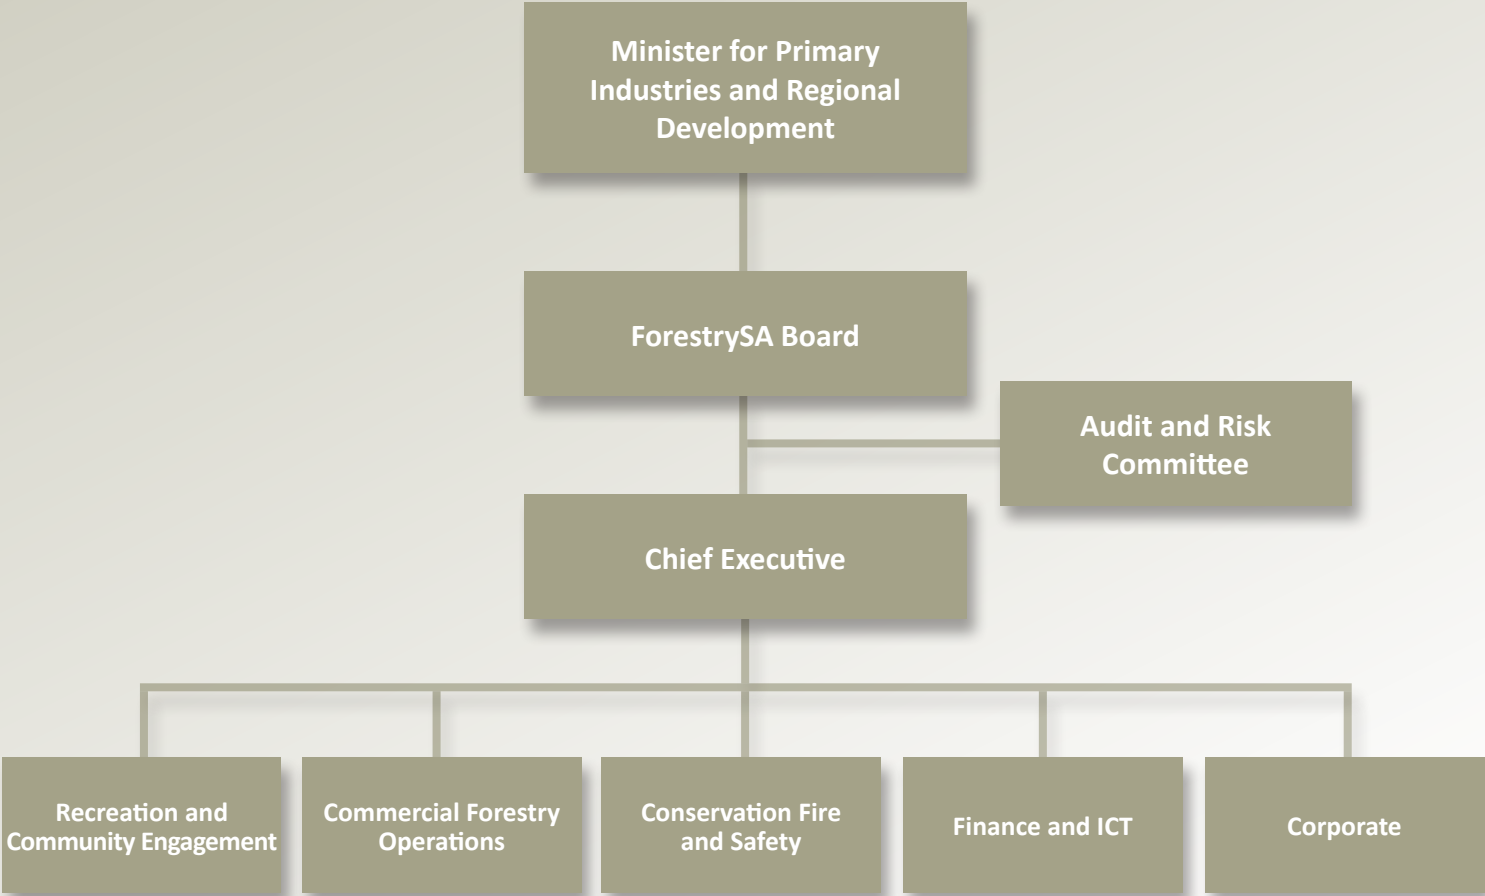 Minister for Primary
Industries and Regional
Development
ForestrySA Board
Audit and Risk
Committee
Chief Executive
Recreation and
Community Engagement
Commercial Forestry
Operations
Conservation Fire
and Safety
Finance and ICT
Corporate